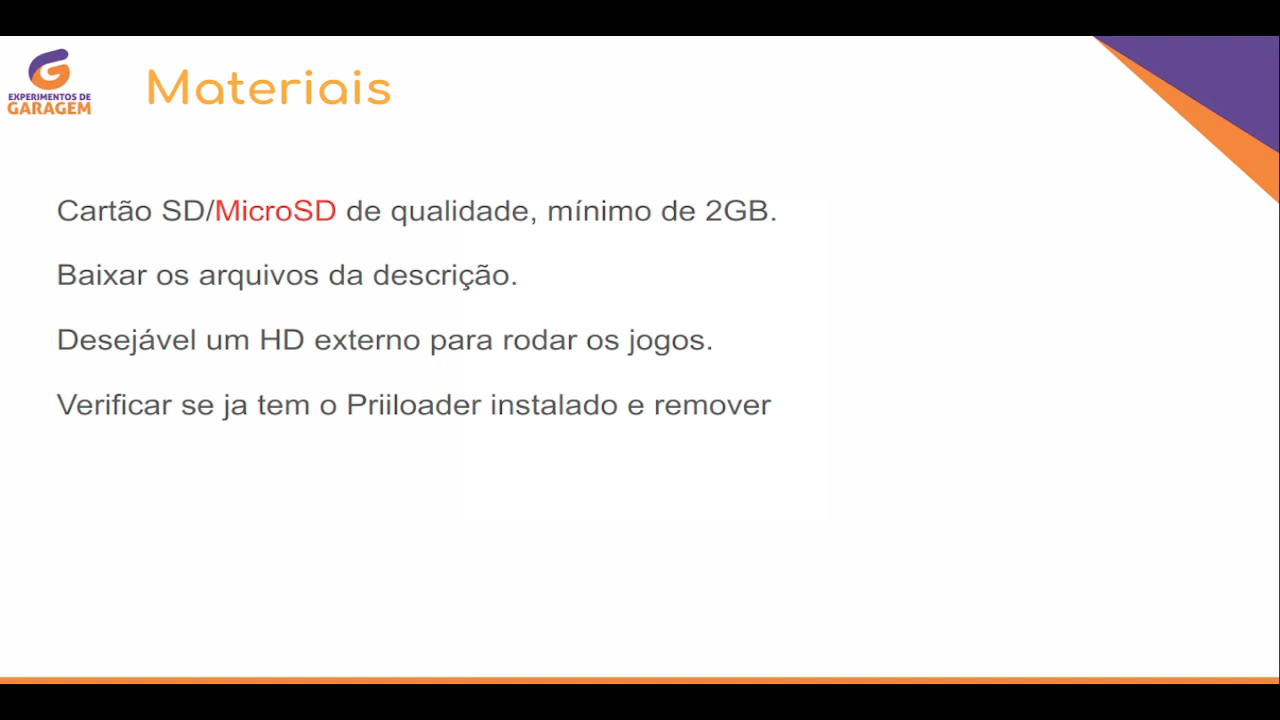 EXPERIMENTOS DE
GARAGEM
Materiais
Cartão SD/MicroSD de qualidade, mínimo de 2GB.
Baixar os arquivos da descrição.
Desejável um HD externo para rodar os jogos.
Verificar se ja tem o Priiloader instalado e remover